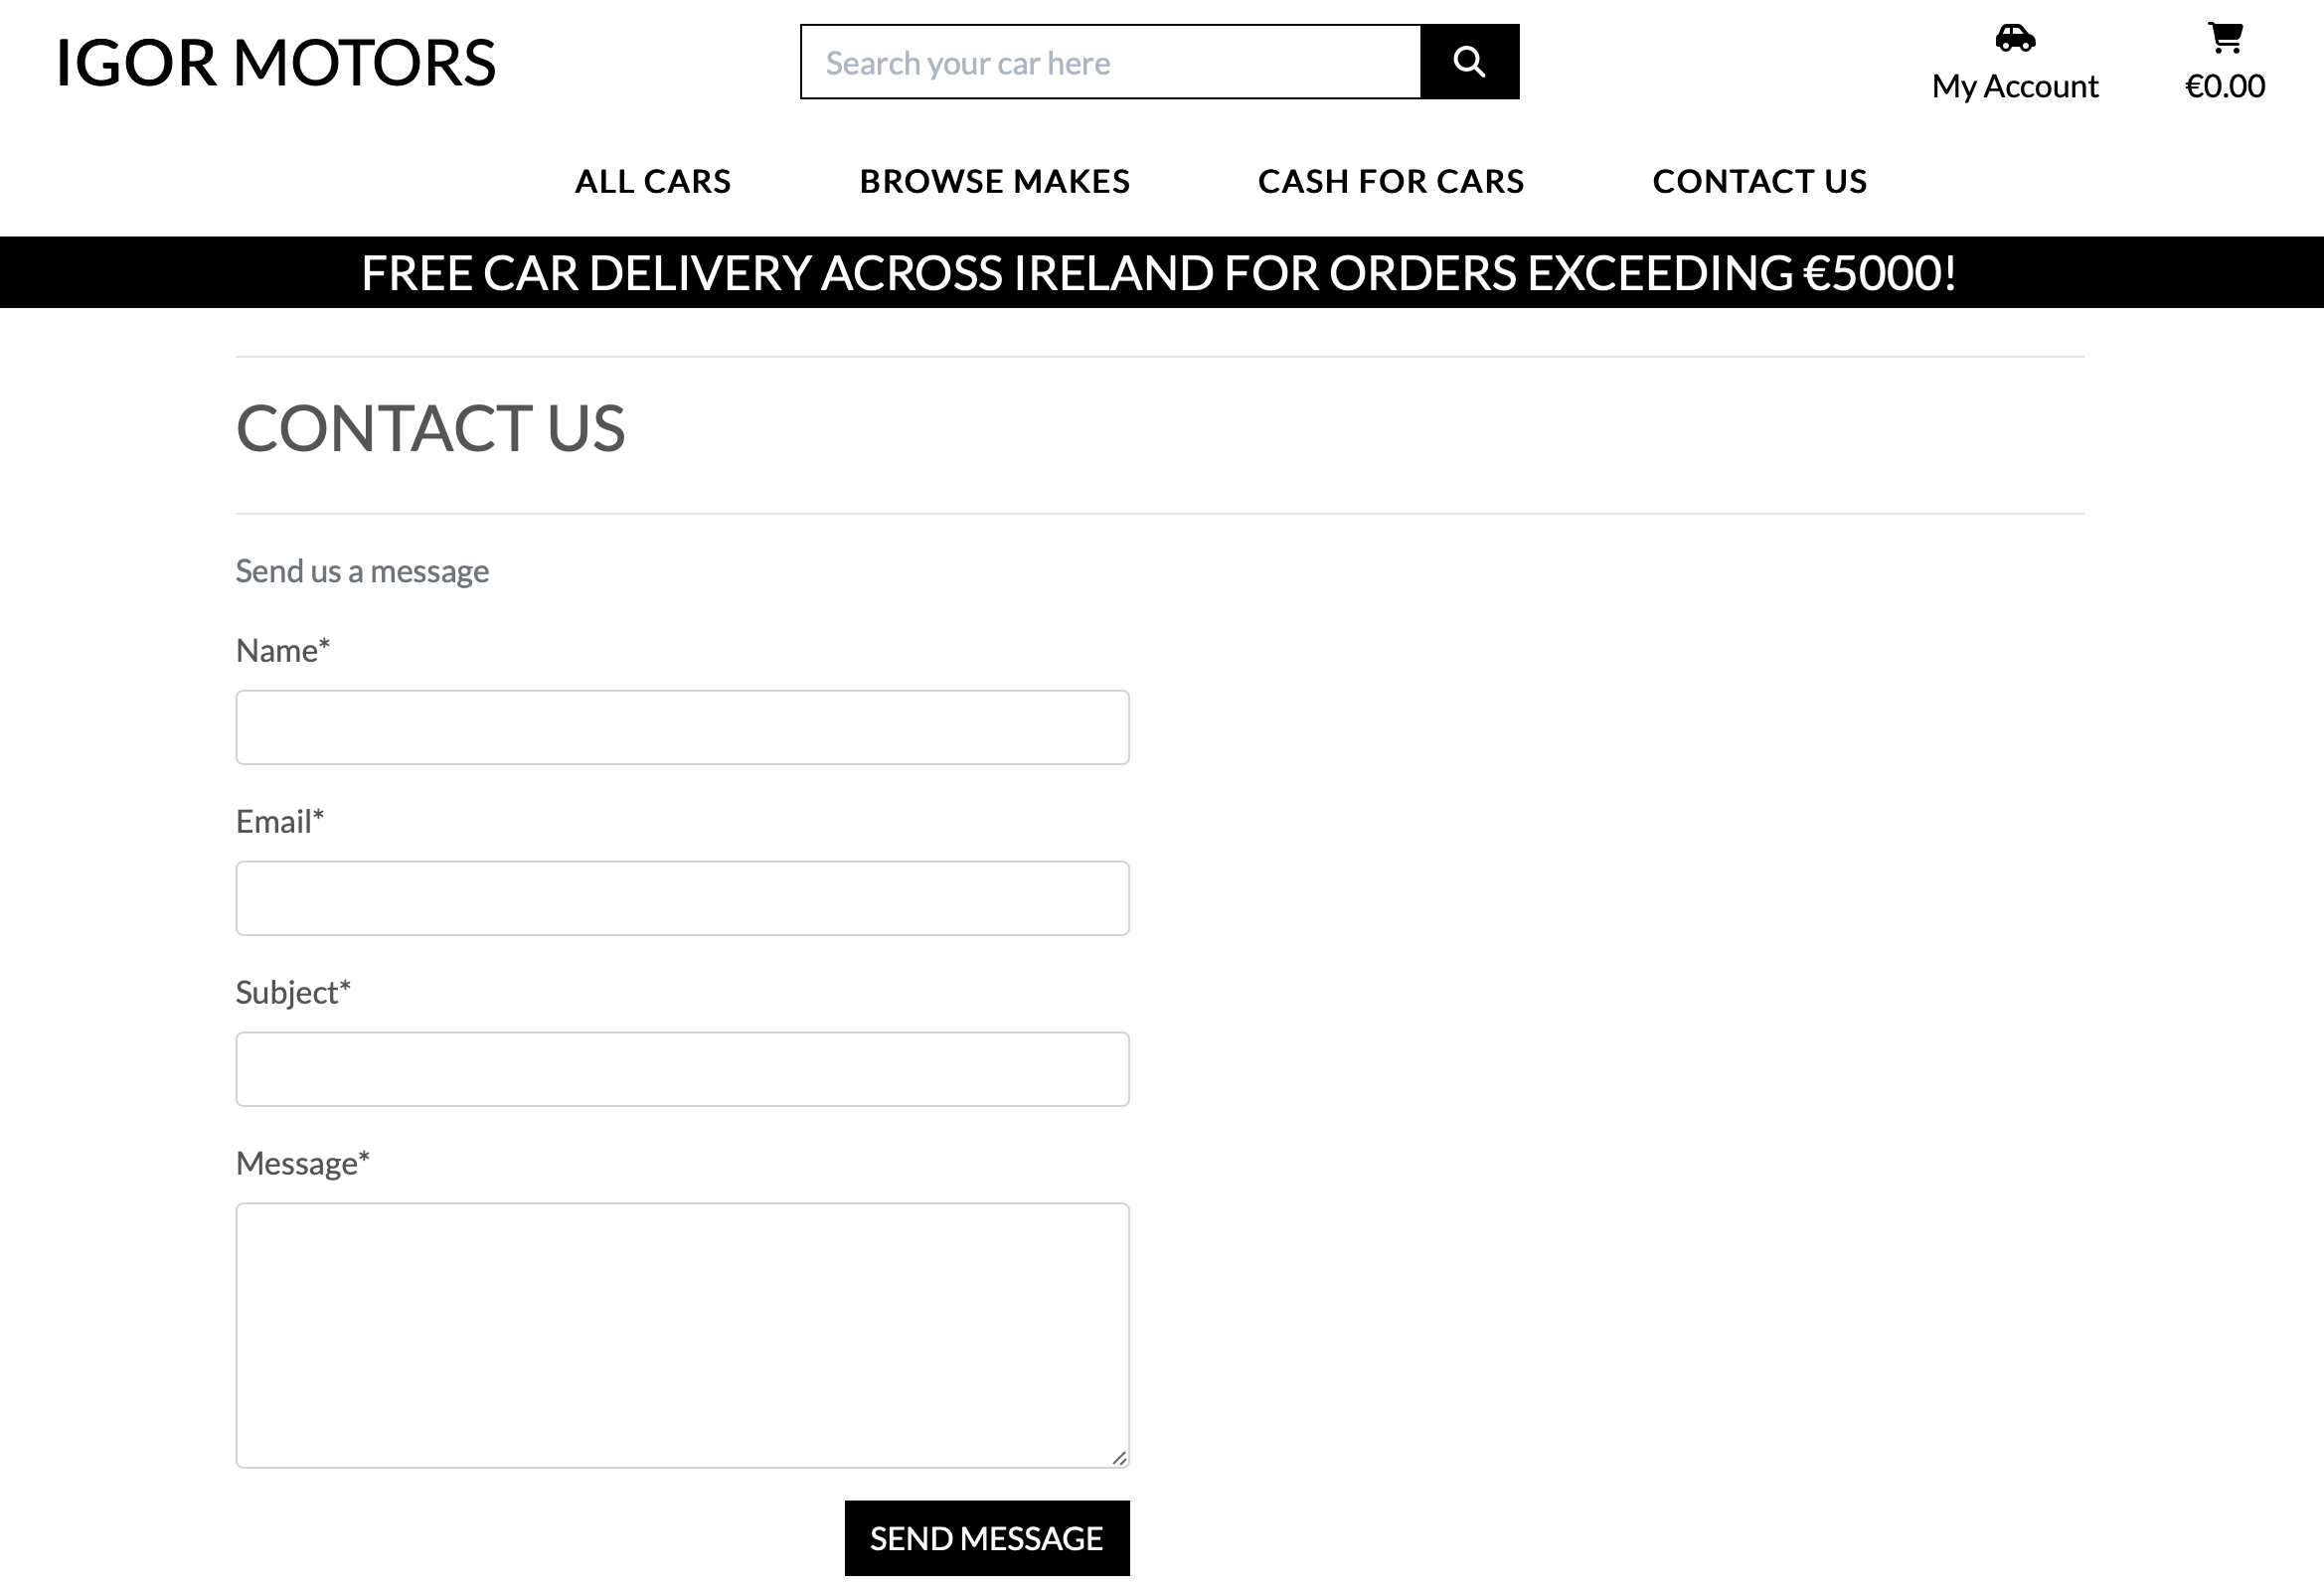 IGOR MOTORS
Search your car here
My Account
€0.00
ALL CARS
BROWSE MAKES
CASH FOR CARS
CONTACT US
FREE CAR DELIVERY ACROSS IRELAND FOR ORDERS EXCEEDING €5000!
CONTACT US
Send us a message
Name*
Email*
Subject*
Message*
SEND MESSAGE